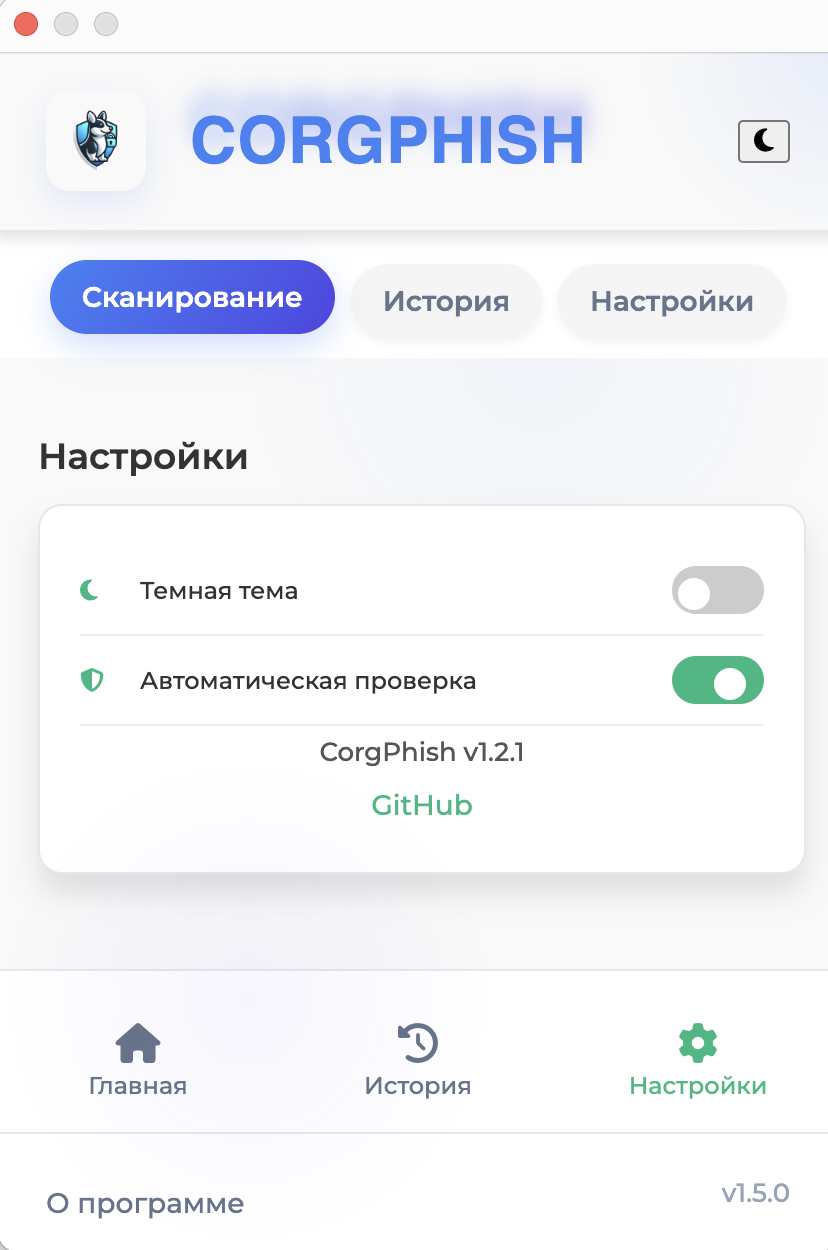 CORGPHISH
Сканирование История Настройки
Настройки
Темная тема
Автоматическая проверка
CorgPhish v1.2.1
GitHub
Главная История Настройки
О программе v1.5.0